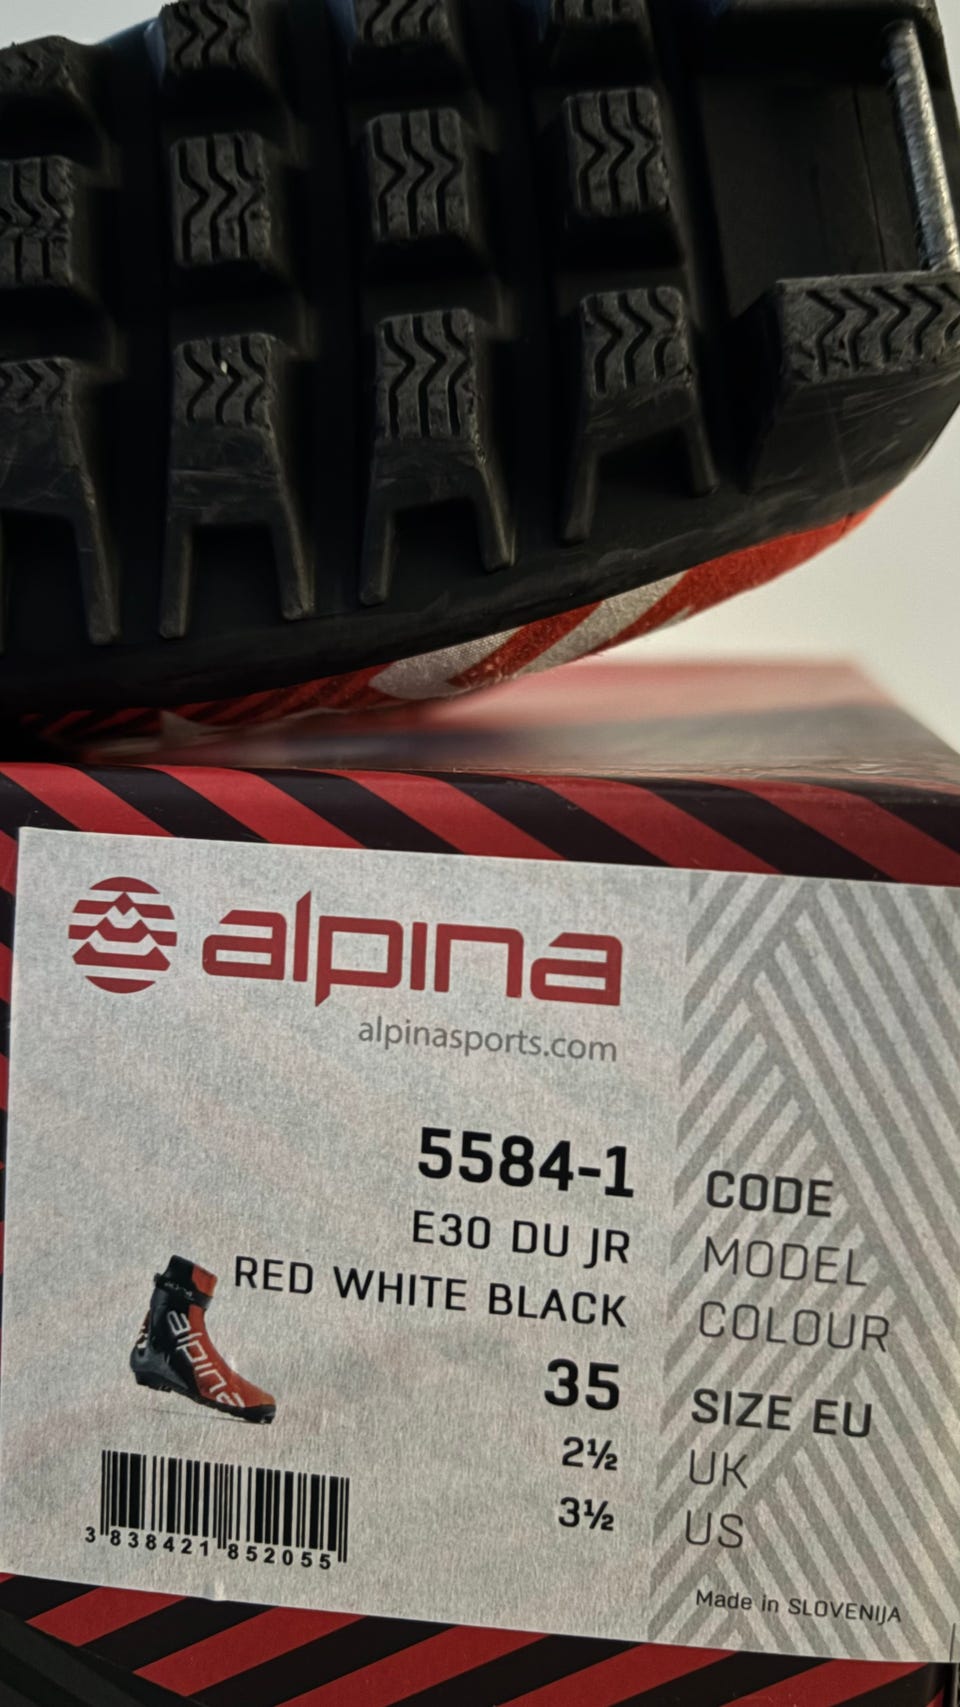 alpina
alpinasports.com
5584-1 CODE
E30 DU JR MODEL
RED WHITE BLACK COLOUR
35 SIZE EU
2½ UK
3½ US
alpina
3 838421 852055
Made in SLOVENIJA